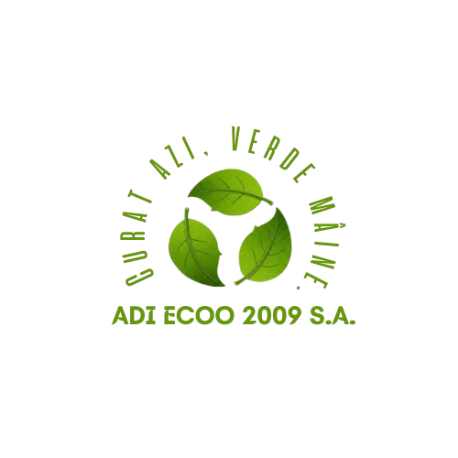 CURAT AZI, VERDE MÂINE.
ADI ECOO 2009 S.A.